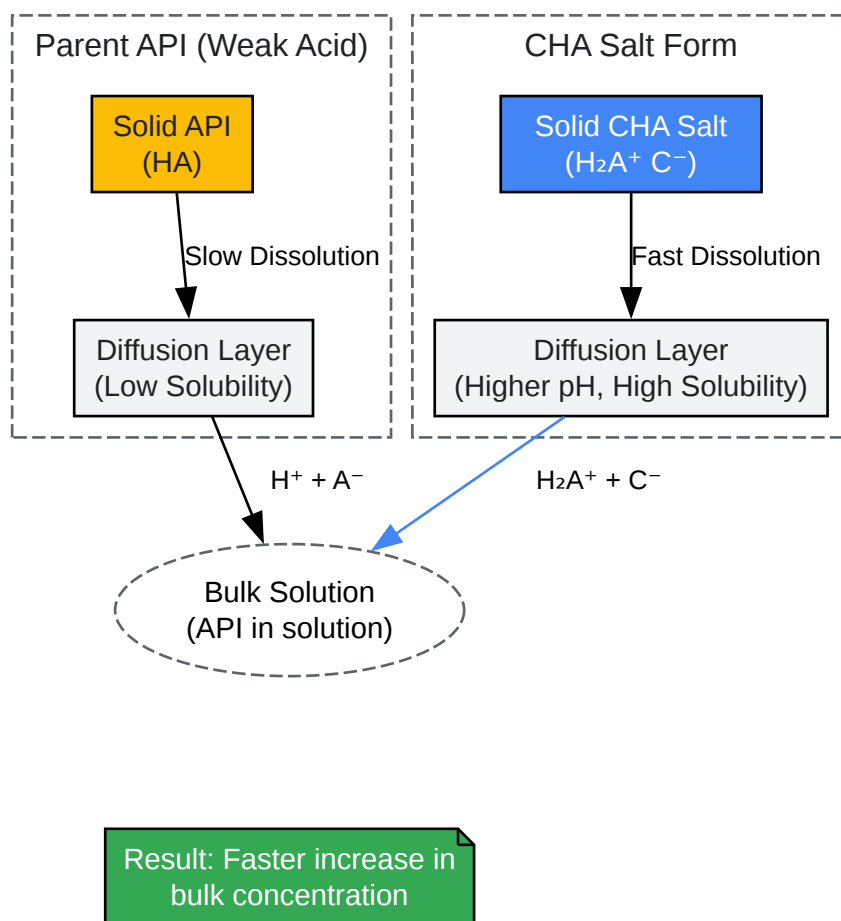 Parent API (Weak Acid)
Solid API
(HA)
Slow Dissolution
Diffusion Layer
(Low Solubility)
H⁺ + A⁻
CHA Salt Form
Solid CHA Salt
(H₂A⁺ C⁻)
Fast Dissolution
Diffusion Layer
(Higher pH, High Solubility)
H₂A⁺ + C⁻
Bulk Solution
(API in solution)
Result: Faster increase in
bulk concentration